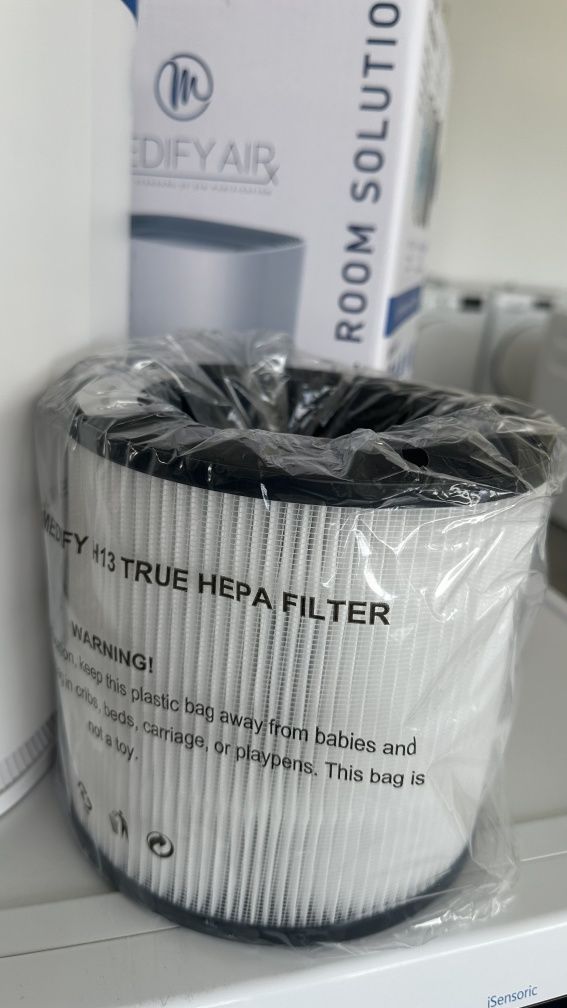 EDIFY AIR
ROOM SOLUTIO
MEDIFY H13 TRUE HEPA FILTER
WARNING!
keep this plastic bag away from babies and
in cribs, beds, carriage, or playpens. This bag is
not a toy.
iSensoric